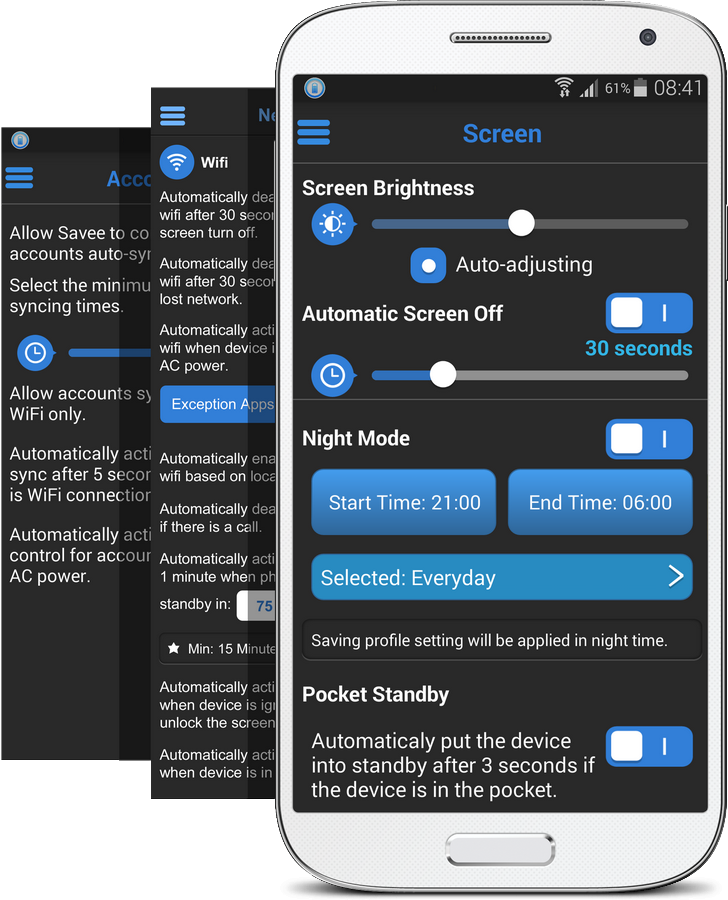 Acco
Allow Savee to co
accounts auto-syn
Select the minimu
syncing times.
Allow accounts sy
WiFi only.
Automatically acti
sync after 5 secon
is WiFi connection
Automatically acti
control for accour
AC power.
Ne
Wifi
Automatically dea
wifi after 30 secon
screen turn off.
Automatically dea
wifi after 30 secon
lost network.
Automatically acti
wifi when device i
AC power.
Exception Apps
Automatically ena
wifi based on loca
Automatically dea
if there is a call.
Automatically acti
1 minute when ph
standby in: 75
Min: 15 Minute
Automatically acti
when device is ign
unlock the screen
Automatically acti
when device is in
61% 08:41
Screen
Screen Brightness
Auto-adjusting
Automatic Screen Off
30 seconds
Night Mode
Start Time: 21:00 End Time: 06:00
Selected: Everyday
Saving profile setting will be applied in night time.
Pocket Standby
Automaticaly put the device
into standby after 3 seconds if
the device is in the pocket.